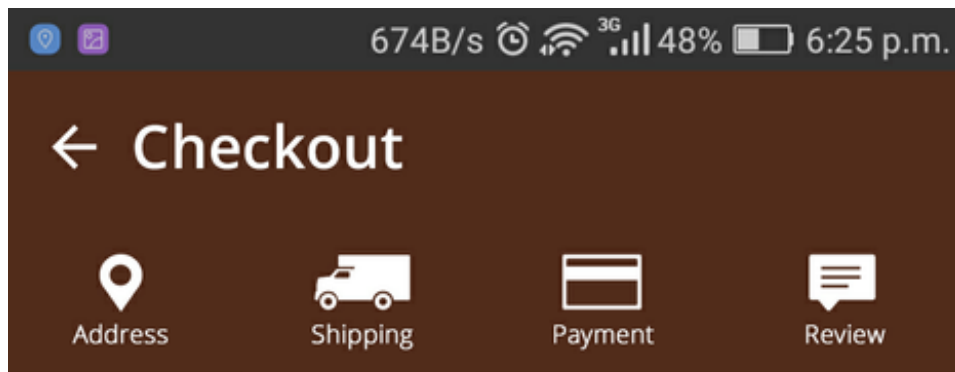 674B/s 3G 48% 6:25 p.m.
Checkout
Address Shipping Payment Review